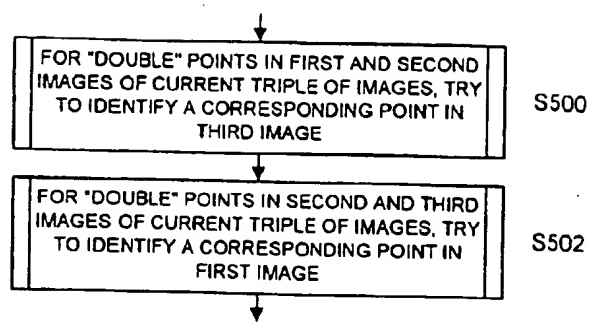 FOR "DOUBLE" POINTS IN FIRST AND SECOND
IMAGES OF CURRENT TRIPLE OF IMAGES, TRY
TO IDENTIFY A CORRESPONDING POINT IN
THIRD IMAGE
S500
FOR "DOUBLE" POINTS IN SECOND AND THIRD
IMAGES OF CURRENT TRIPLE OF IMAGES, TRY
TO IDENTIFY A CORRESPONDING POINT IN
FIRST IMAGE
S502